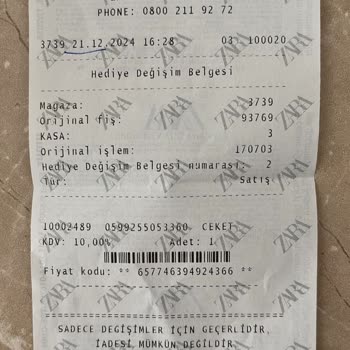 PHONE: 0800 211 92 72
3739 21.12.2024 16:28 03 100020
Hediye Değişim Belgesi
Mağaza: 3739
Orijinal fiş: 93769
KASA: 3
Orijinal işlem: 170703
Hediye Değişim Belgesi numarası: 2
Tür: Satış
10002489 0599255053360 CEKET
KDV: 10,00% Adet: 1
Fiyat kodu: ** 657746394924366 **
SADECE DEĞİŞİMLER İÇİN GEÇERLİDİR,
İADESİ MÜMKÜN DEĞİLDİR
ZARA